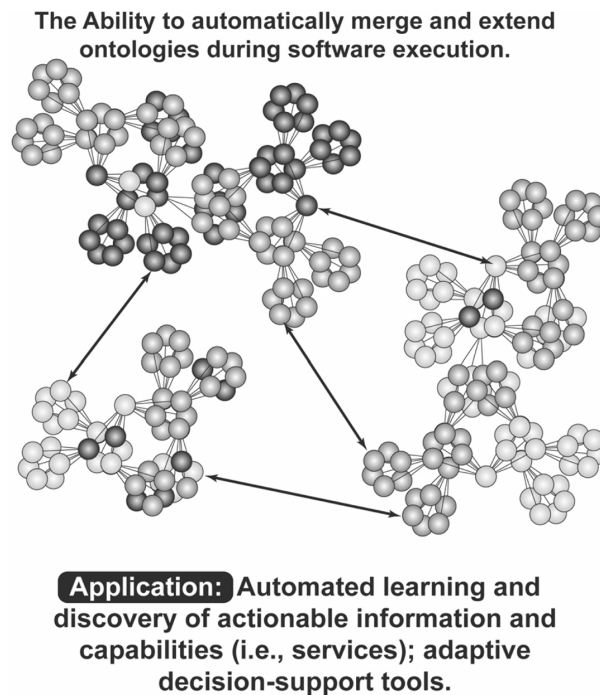 The Ability to automatically merge and extend
ontologies during software execution.
Application: Automated learning and
discovery of actionable information and
capabilities (i.e., services); adaptive
decision-support tools.